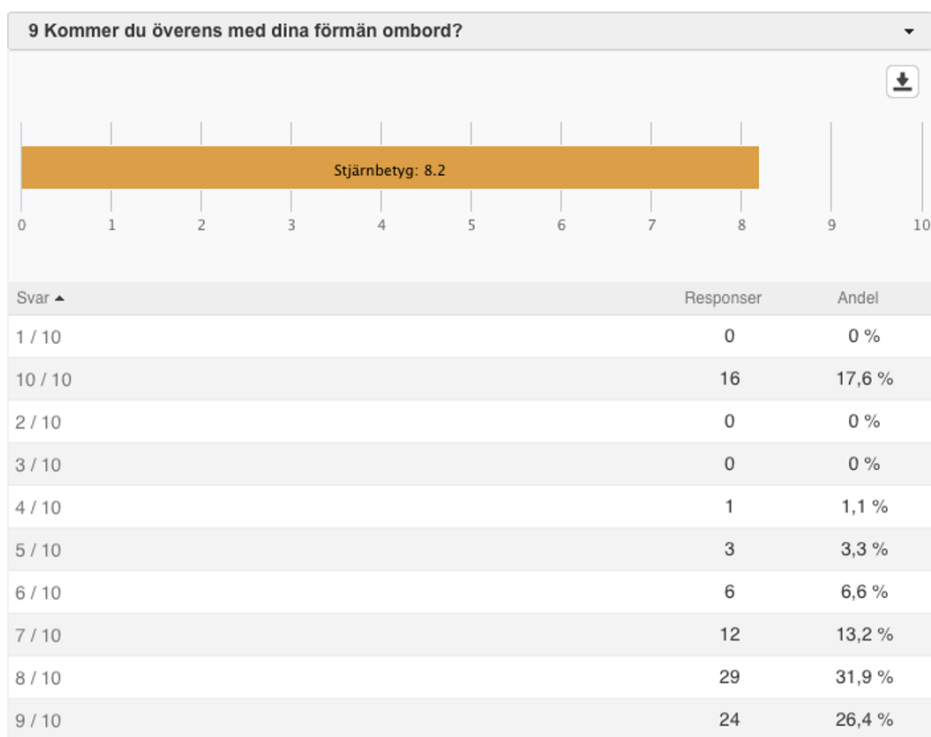 9 Kommer du överens med dina förmän ombord?
Stjärnbetyg: 8.2
0 1 2 3 4 5 6 7 8 9 10
Svar Responser Andel
1 / 10 0 0 %
10 / 10 16 17,6 %
2 / 10 0 0 %
3 / 10 0 0 %
4 / 10 1 1,1 %
5 / 10 3 3,3 %
6 / 10 6 6,6 %
7 / 10 12 13,2 %
8 / 10 29 31,9 %
9 / 10 24 26,4 %